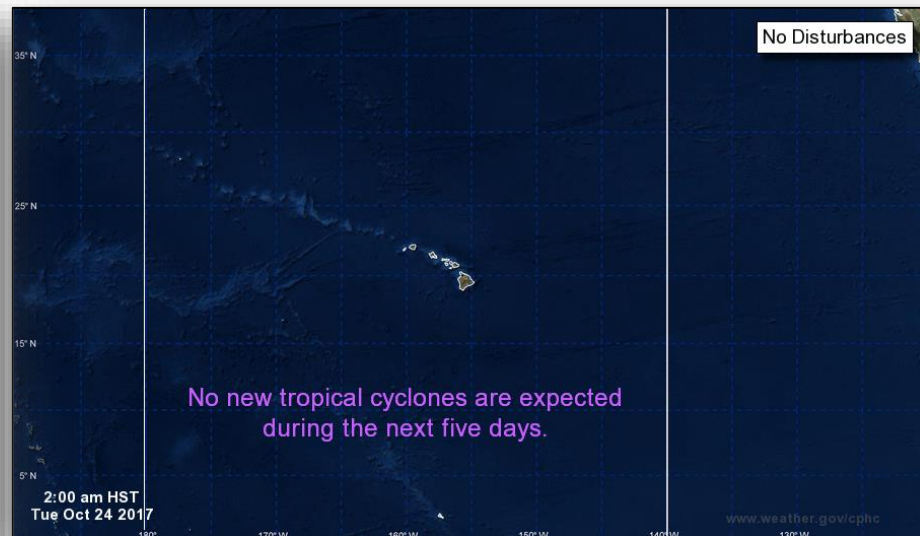 No Disturbances
35° N
25° N
15° N
No new tropical cyclones are expected
during the next five days.
5° N
2:00 am HST
Tue Oct 24 2017
www.weather.gov/cphc
180° 170° W 160° W 150° W 140° W 130° W